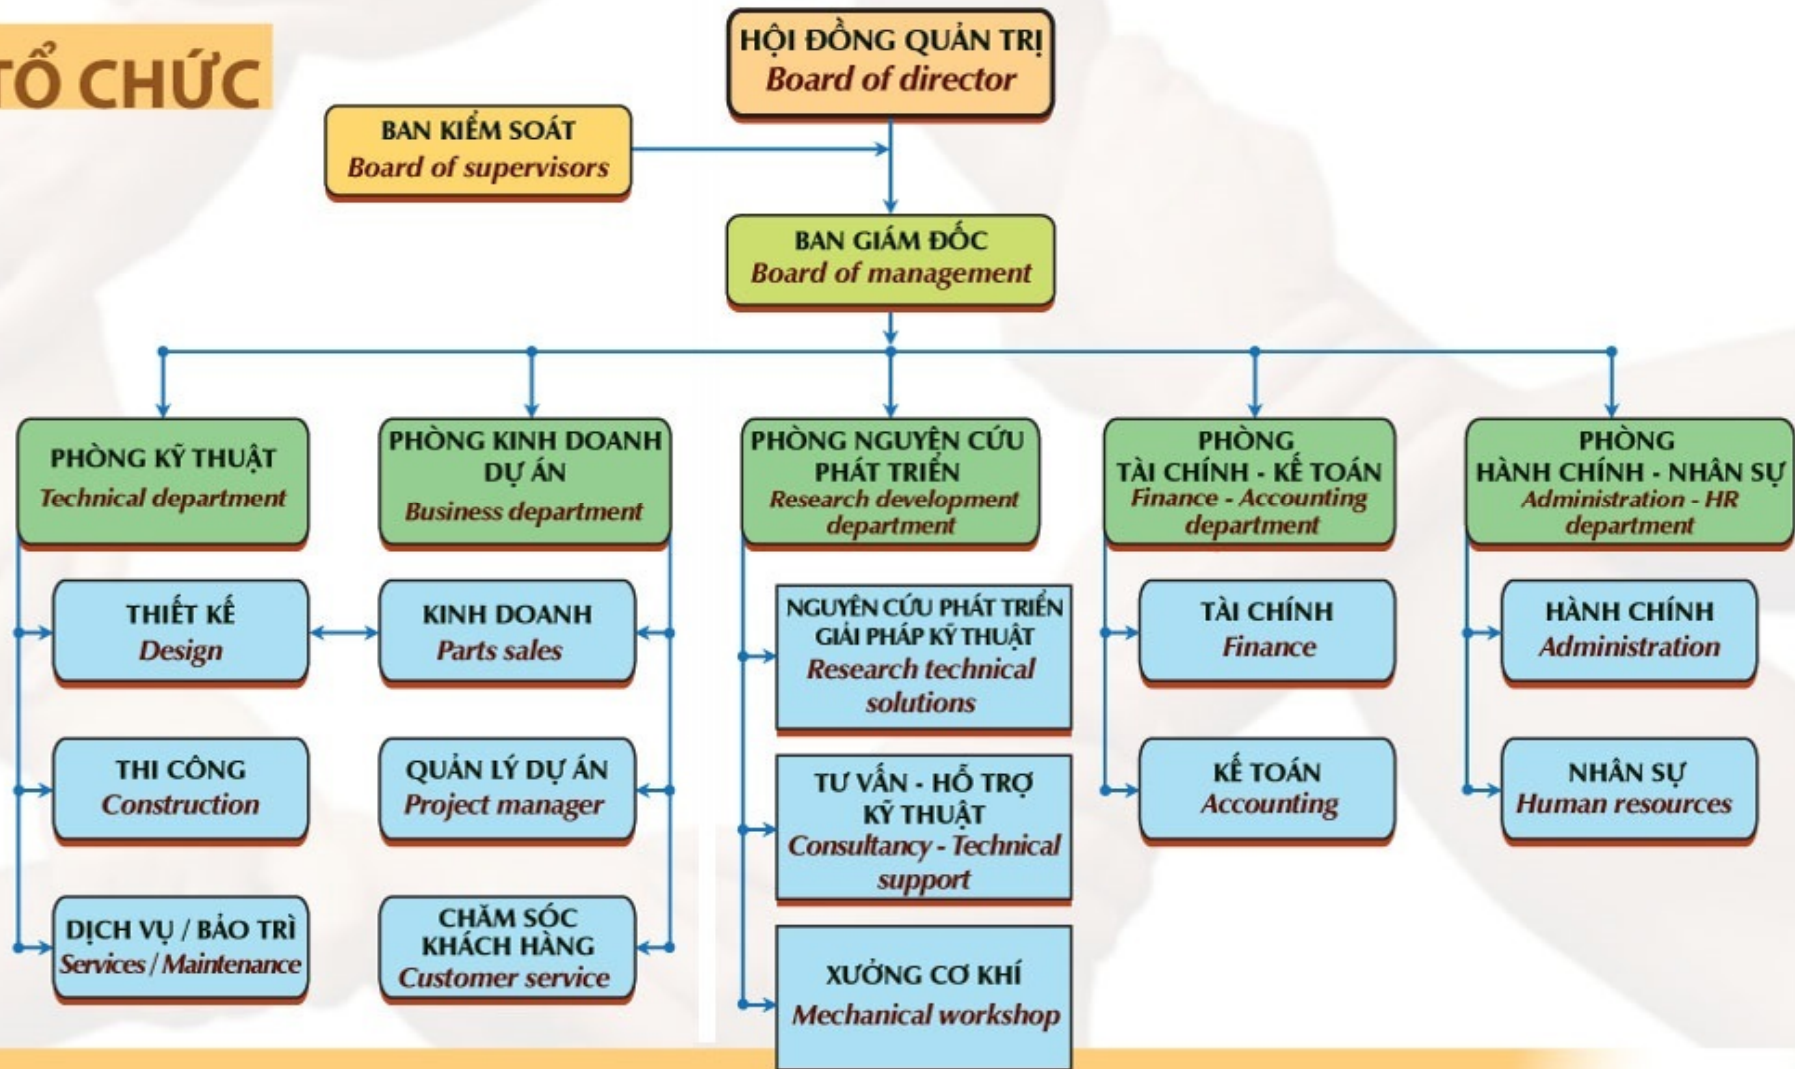 TỔ CHỨC
HỘI ĐỒNG QUẢN TRỊ
Board of director
BAN KIỂM SOÁT
Board of supervisors
BAN GIÁM ĐỐC
Board of management
PHÒNG KỸ THUẬT
Technical department
PHÒNG KINH DOANH
DỰ ÁN
Business department
PHÒNG NGUYÊN CỨU
PHÁT TRIỂN
Research development
department
PHÒNG
TÀI CHÍNH - KẾ TOÁN
Finance - Accounting
department
PHÒNG
HÀNH CHÍNH - NHÂN SỰ
Administration - HR
department
THIẾT KẾ
Design
THI CÔNG
Construction
DỊCH VỤ / BẢO TRÌ
Services / Maintenance
KINH DOANH
Parts sales
QUẢN LÝ DỰ ÁN
Project manager
CHĂM SÓC
KHÁCH HÀNG
Customer service
NGUYÊN CỨU PHÁT TRIỂN
GIẢI PHÁP KỸ THUẬT
Research technical
solutions
TƯ VẤN - HỖ TRỢ
KỸ THUẬT
Consultancy - Technical
support
XƯỞNG CƠ KHÍ
Mechanical workshop
TÀI CHÍNH
Finance
KẾ TOÁN
Accounting
HÀNH CHÍNH
Administration
NHÂN SỰ
Human resources